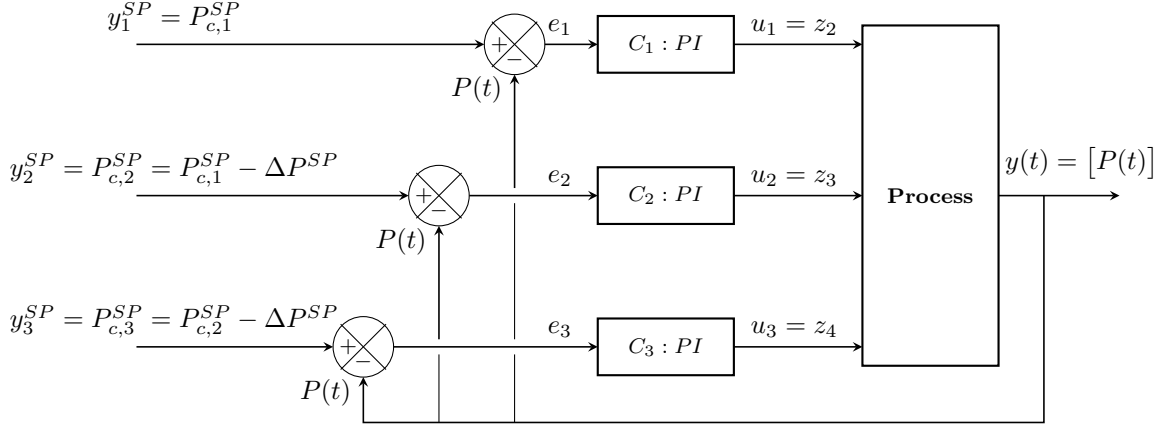 y_1^{SP} = P_{c,1}^{SP}
+
−
e_1
C_1 : PI
u_1 = z_2
P(t)
y_2^{SP} = P_{c,2}^{SP} = P_{c,1}^{SP} − ΔP^{SP}
+
−
e_2
C_2 : PI
u_2 = z_3
Process
y(t) = [P(t)]
P(t)
y_3^{SP} = P_{c,3}^{SP} = P_{c,2}^{SP} − ΔP^{SP}
+
−
e_3
C_3 : PI
u_3 = z_4
P(t)